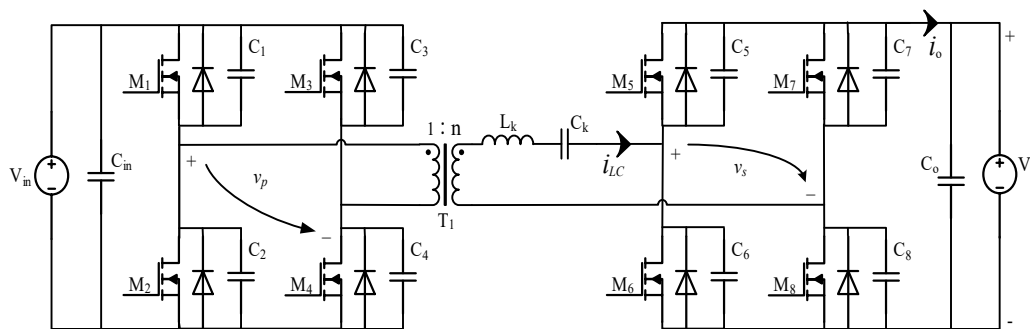 C₁
C₃
C₅
C₇
iₒ
+
M₁
M₃
M₅
M₇
1 : n
Lₖ
Cₖ
Vᵢₙ
+
−
Cᵢₙ
+
vₚ
−
T₁
i_LC
+
vₛ
−
Cₒ
+
−
V
C₂
C₄
C₆
C₈
M₂
M₄
M₆
M₈
-